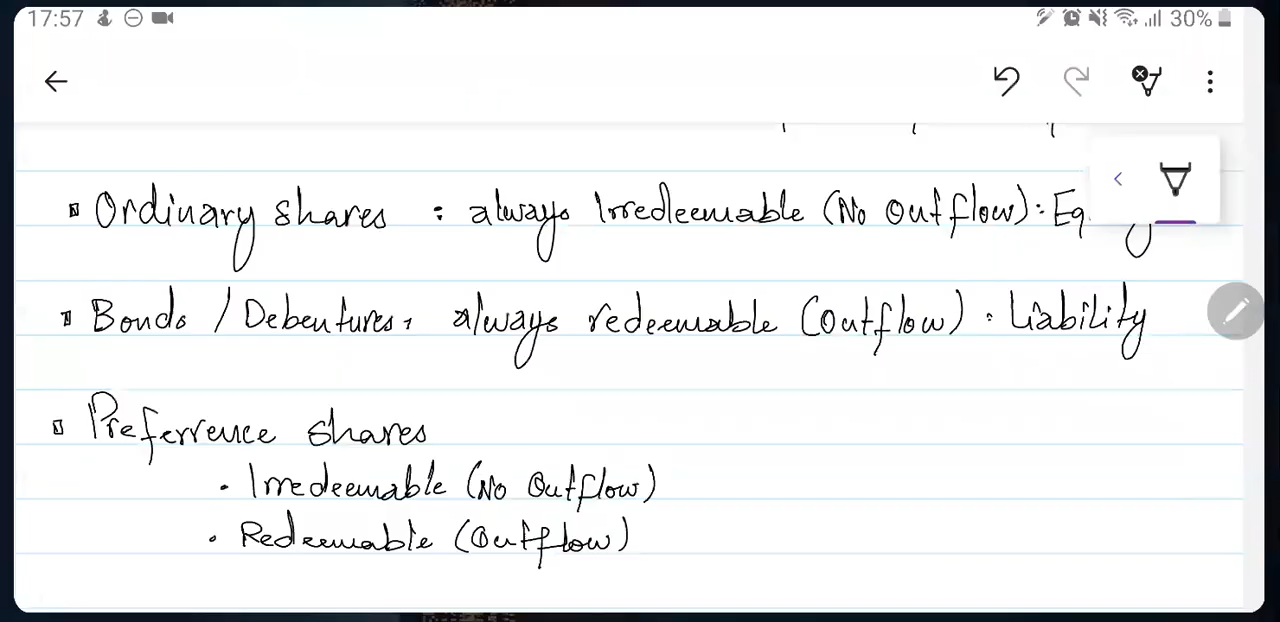 17:57 30%
Ordinary shares : always Irredeemable (No outflow):
Bonds / Debentures: always redeemable (outflow): Liability
Preferrence shares
• Irredeemable (No Outflow)
• Redeemable (Outflow)